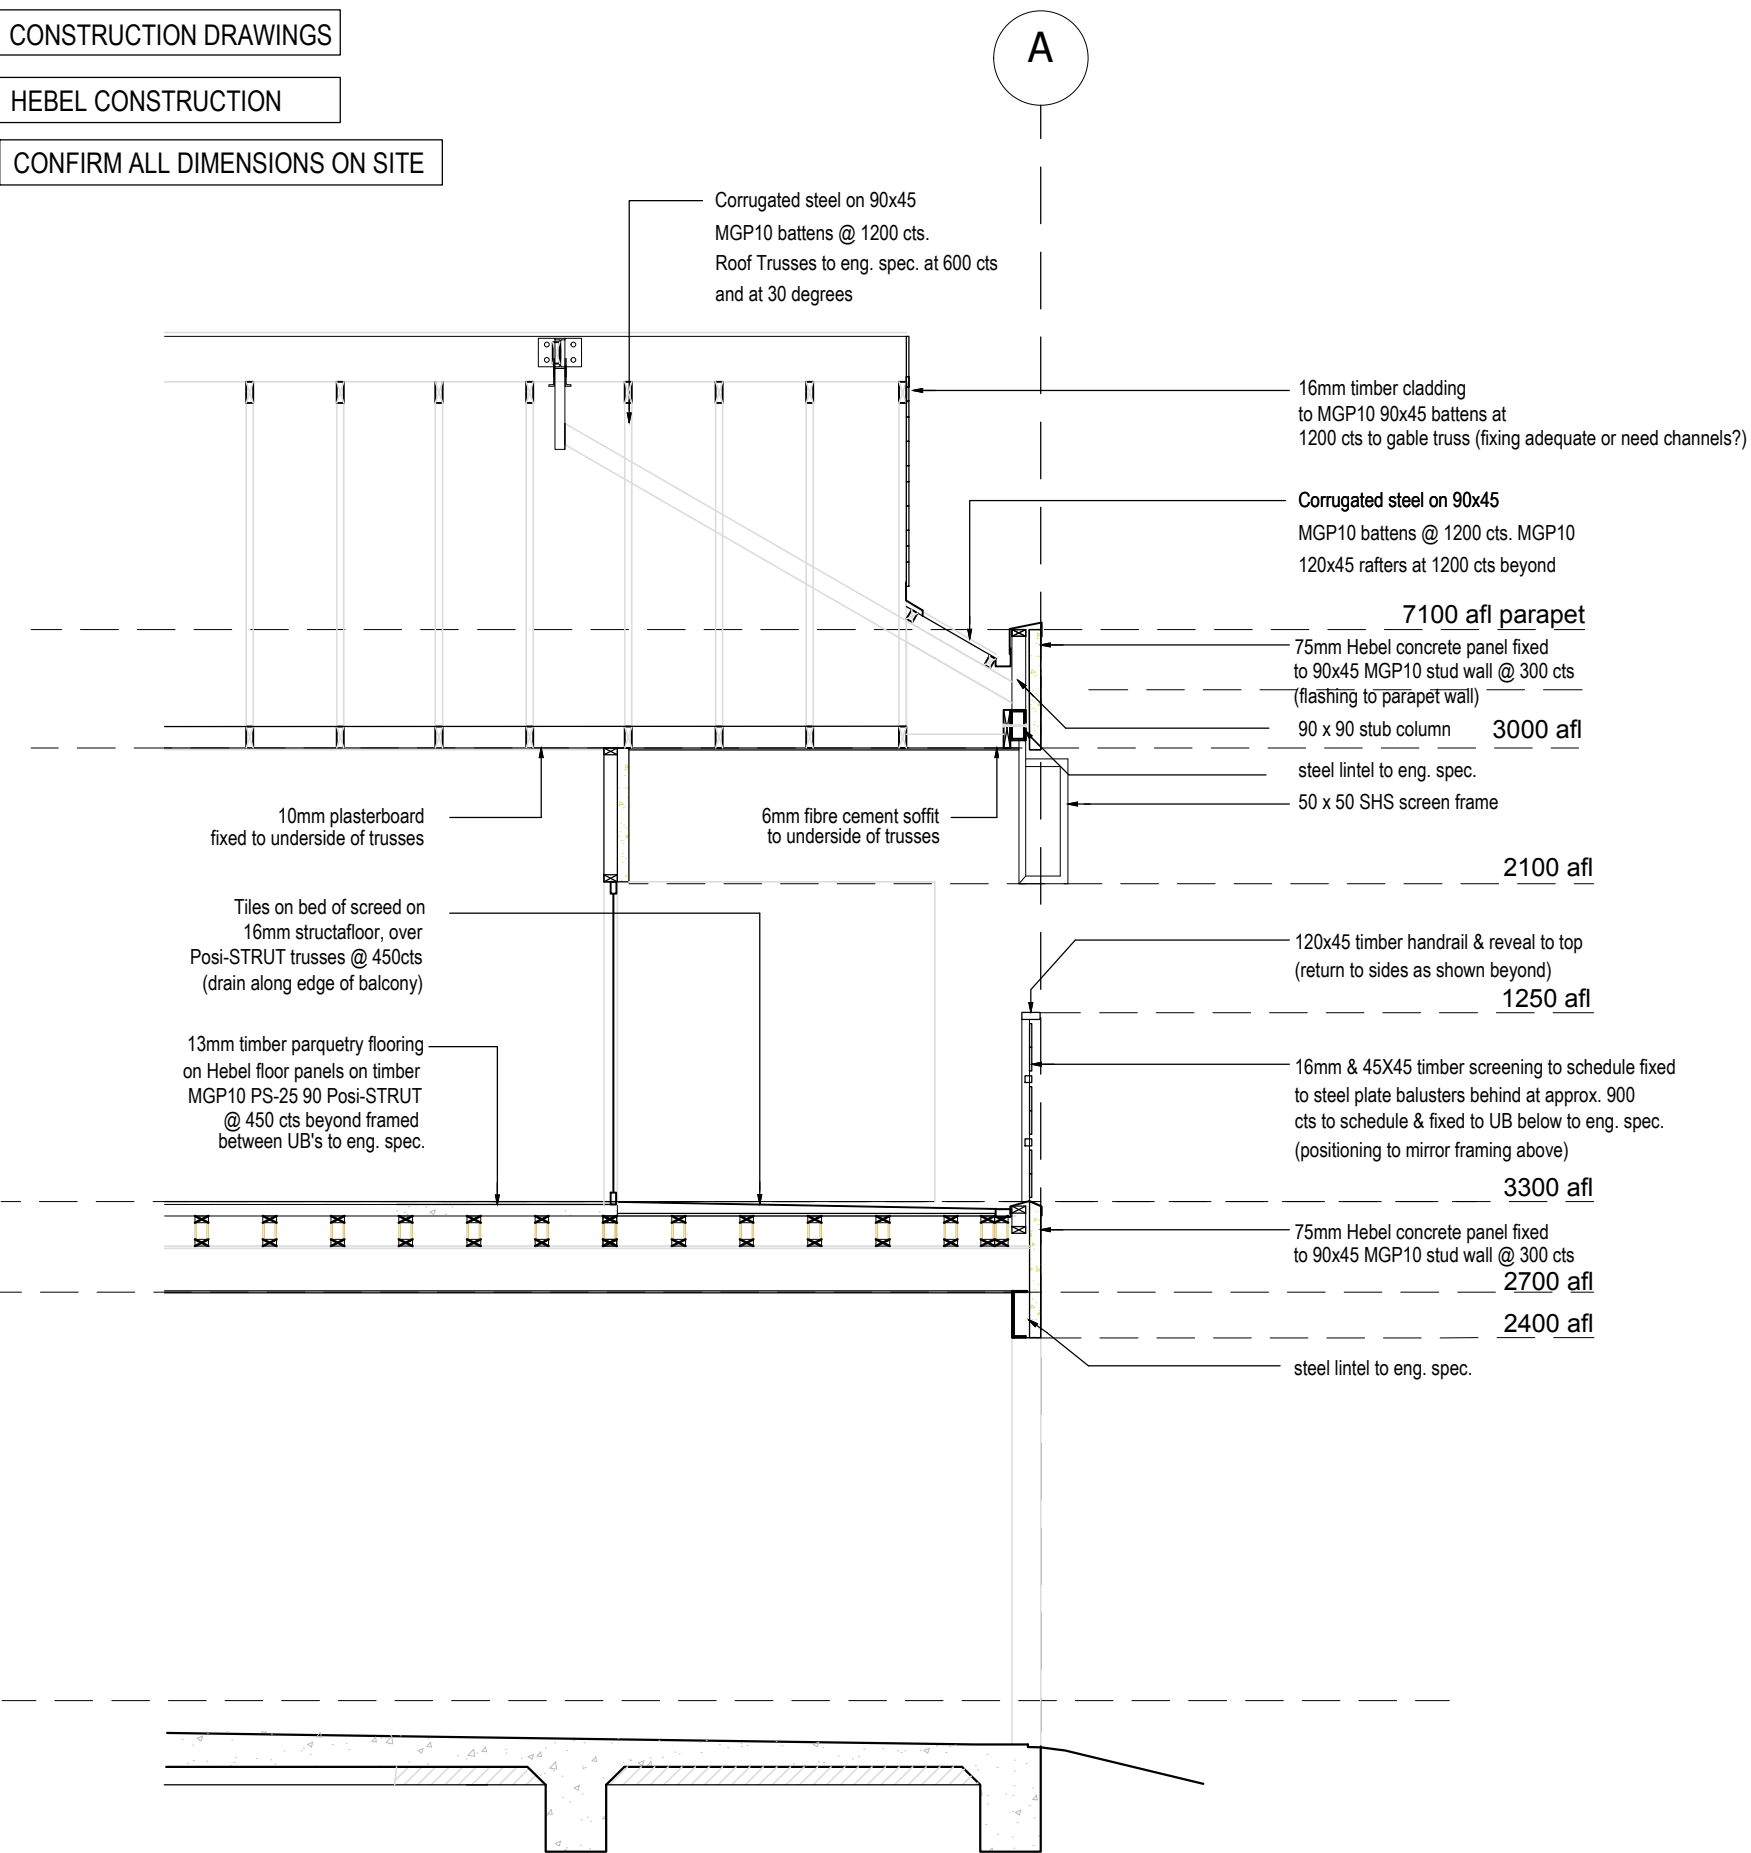 CONSTRUCTION DRAWINGS
HEBEL CONSTRUCTION
CONFIRM ALL DIMENSIONS ON SITE
A
Corrugated steel on 90x45
MGP10 battens @ 1200 cts.
Roof Trusses to eng. spec. at 600 cts
and at 30 degrees
16mm timber cladding
to MGP10 90x45 battens at
1200 cts to gable truss (fixing adequate or need channels?)
Corrugated steel on 90x45
MGP10 battens @ 1200 cts. MGP10
120x45 rafters at 1200 cts beyond
7100 afl parapet
75mm Hebel concrete panel fixed
to 90x45 MGP10 stud wall @ 300 cts
(flashing to parapet wall)
90 x 90 stub column
3000 afl
steel lintel to eng. spec.
50 x 50 SHS screen frame
10mm plasterboard
fixed to underside of trusses
6mm fibre cement soffit
to underside of trusses
2100 afl
Tiles on bed of screed on
16mm structafloor, over
Posi-STRUT trusses @ 450cts
(drain along edge of balcony)
120x45 timber handrail & reveal to top
(return to sides as shown beyond)
1250 afl
13mm timber parquetry flooring
on Hebel floor panels on timber
MGP10 PS-25 90 Posi-STRUT
@ 450 cts beyond framed
between UB's to eng. spec.
16mm & 45X45 timber screening to schedule fixed
to steel plate balusters behind at approx. 900
cts to schedule & fixed to UB below to eng. spec.
(positioning to mirror framing above)
3300 afl
75mm Hebel concrete panel fixed
to 90x45 MGP10 stud wall @ 300 cts
2700 afl
2400 afl
steel lintel to eng. spec.